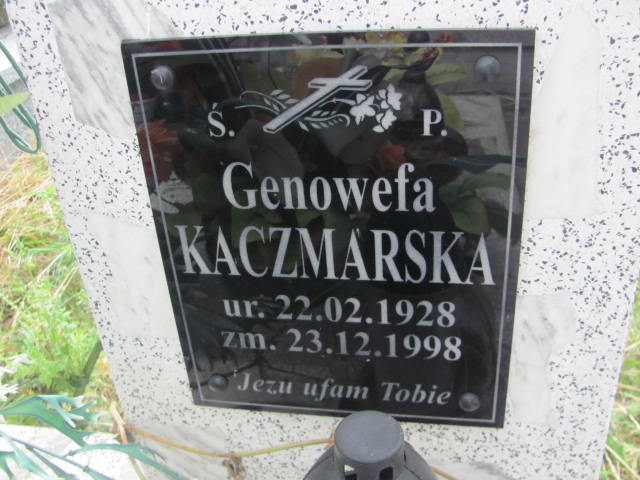 Ś. P.
Genowefa
KACZMARSKA
ur. 22.02.1928
zm. 23.12.1998
Jezu ufam Tobie